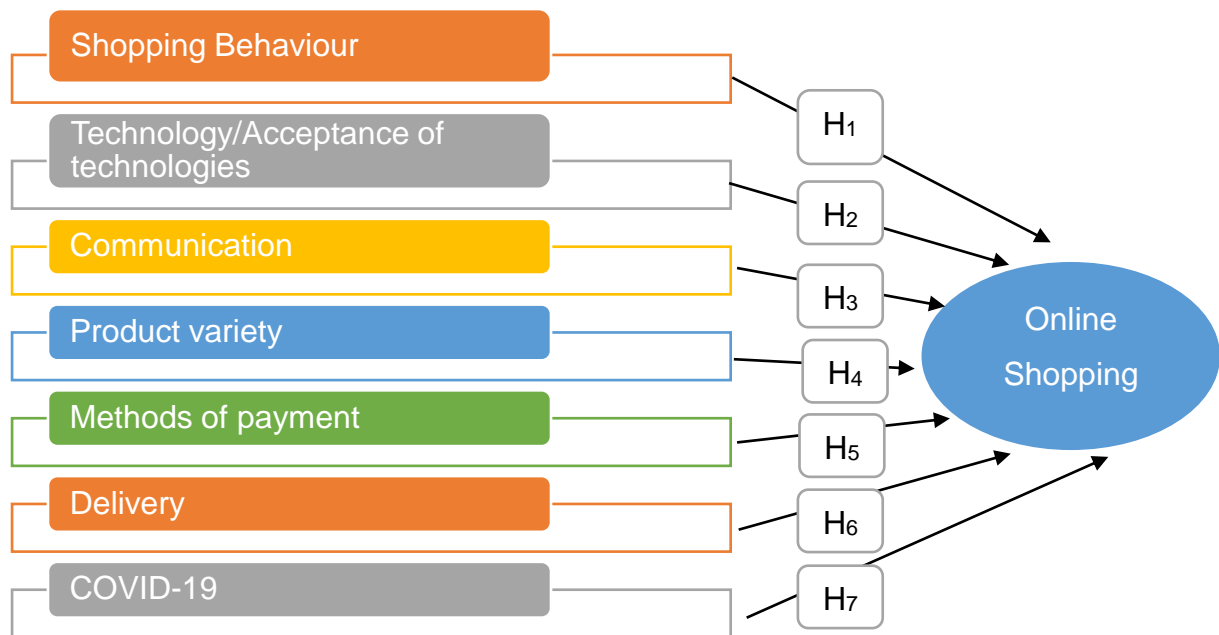 Shopping Behaviour
H1
Technology/Acceptance of
technologies
H2
Communication
H3
Product variety
H4
Methods of payment
H5
Delivery
H6
COVID-19
H7
Online
Shopping